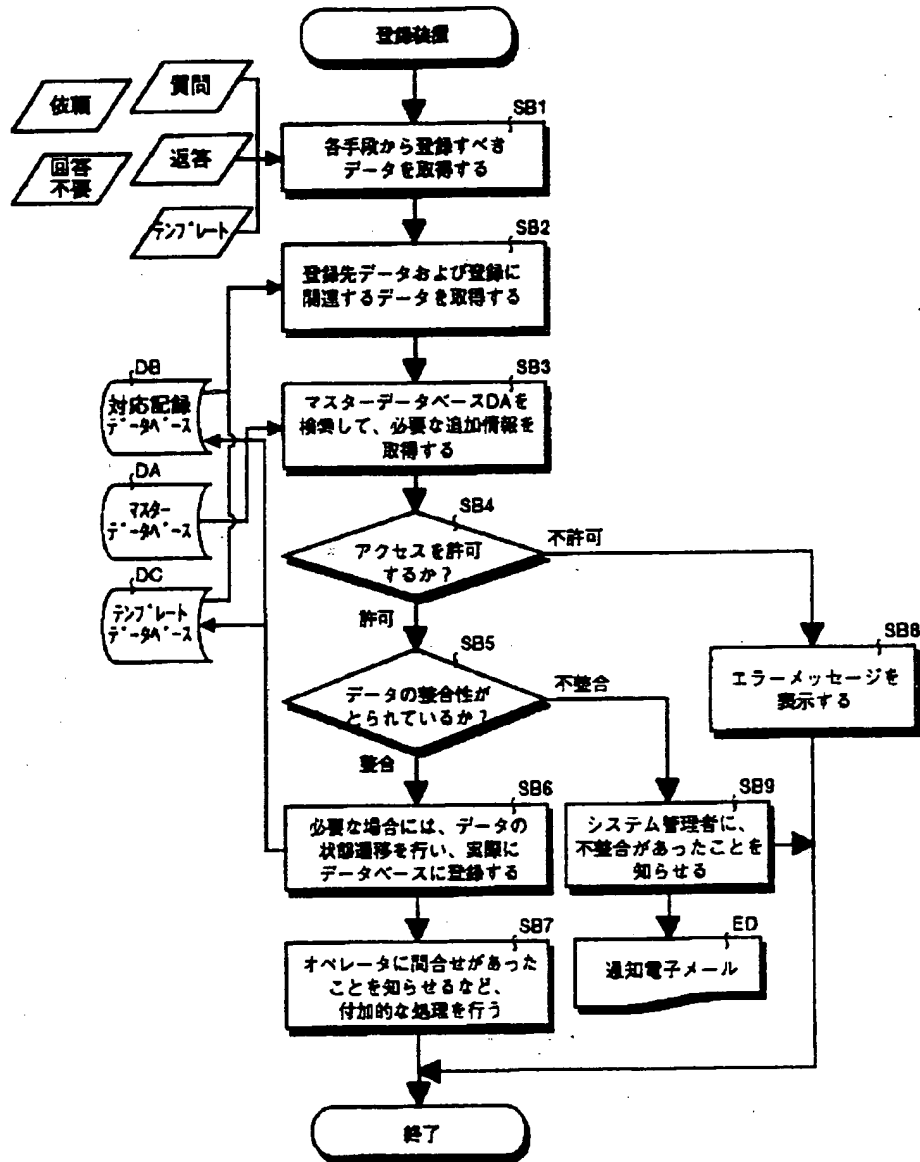 登録装置
依頼
質問
回答
不要
返答
テンプレート
SB1
各手段から登録すべき
データを取得する
SB2
登録先データおよび登録に
関連するデータを取得する
SB3
マスターデータベースDAを
検索して、必要な追加情報を
取得する
DB
対応記録
データベース
DA
マスター
データベース
DC
テンプレート
データベース
SB4
アクセスを許可
するか?
不許可
許可
SB5
データの整合性が
とられているか?
不整合
整合
SB8
エラーメッセージを
表示する
SB6
必要な場合には、データの
状態遷移を行い、実際に
データベースに登録する
SB9
システム管理者に、
不整合があったことを
知らせる
SB7
オペレータに問合せがあった
ことを知らせるなど、
付加的な処理を行う
ED
通知電子メール
終了